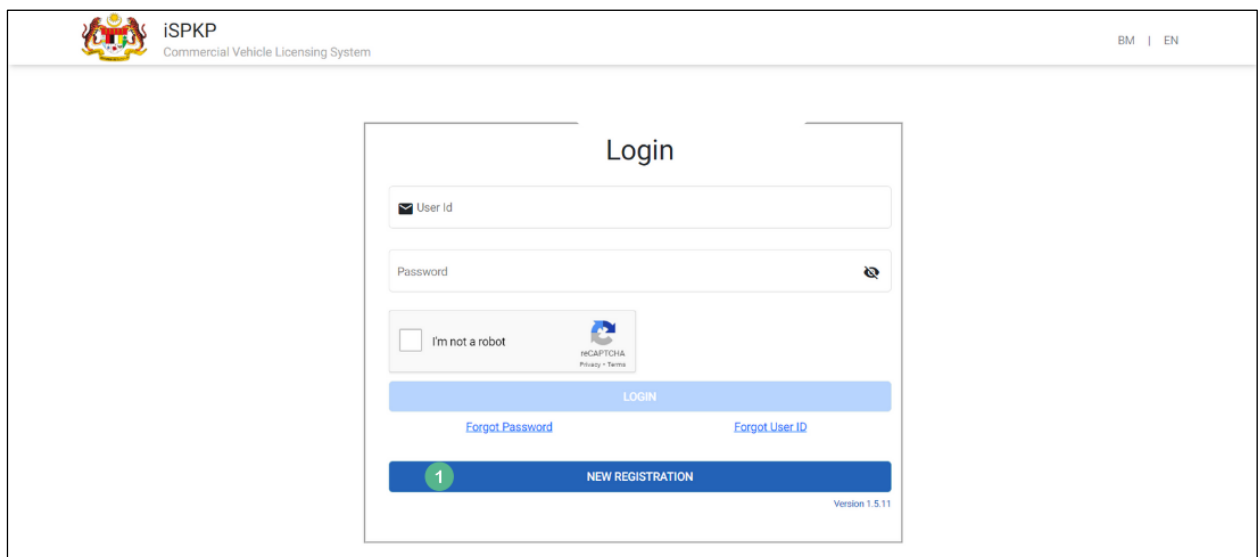 iSPKP
Commercial Vehicle Licensing System
BM | EN
Login
User Id
Password
I'm not a robot
reCAPTCHA
Privacy - Terms
LOGIN
Forgot Password Forgot User ID
1 NEW REGISTRATION
Version 1.5.11